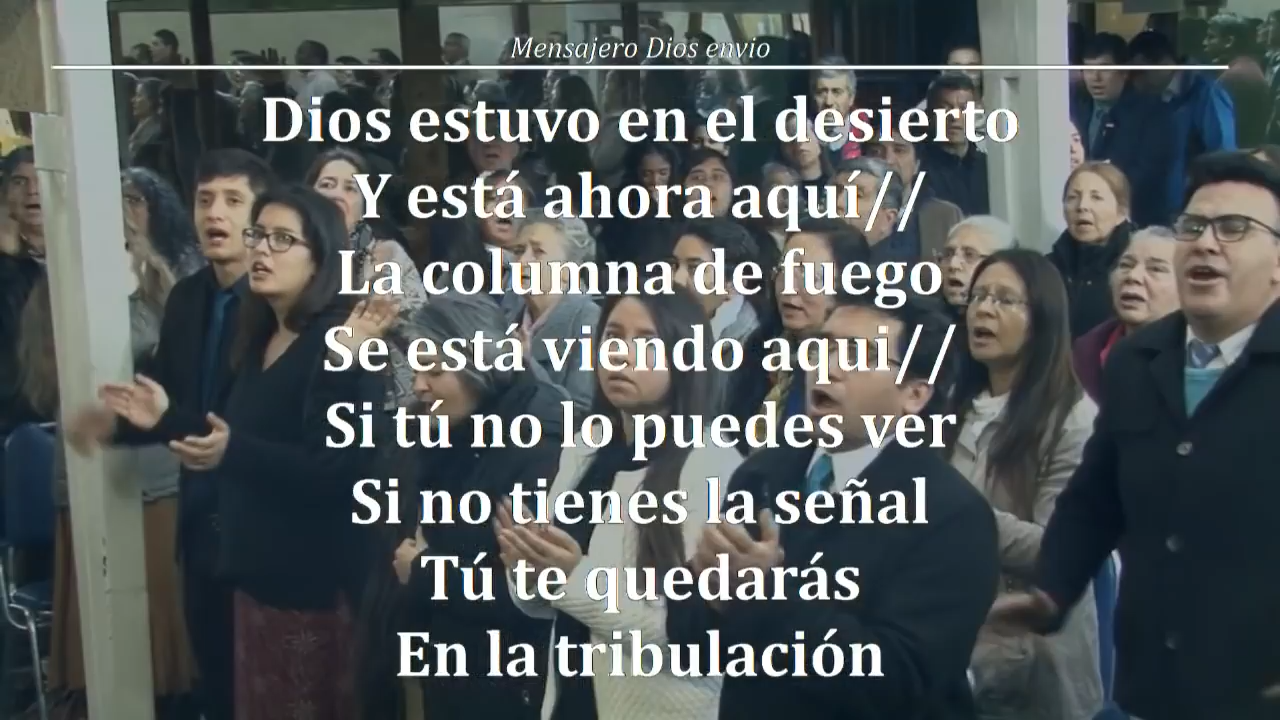 Mensajero Dios envio
Dios estuvo en el desierto
Y está ahora aquí//
La columna de fuego
Se está viendo aqui//
Si tú no lo puedes ver
Si no tienes la señal
Tú te quedarás
En la tribulación